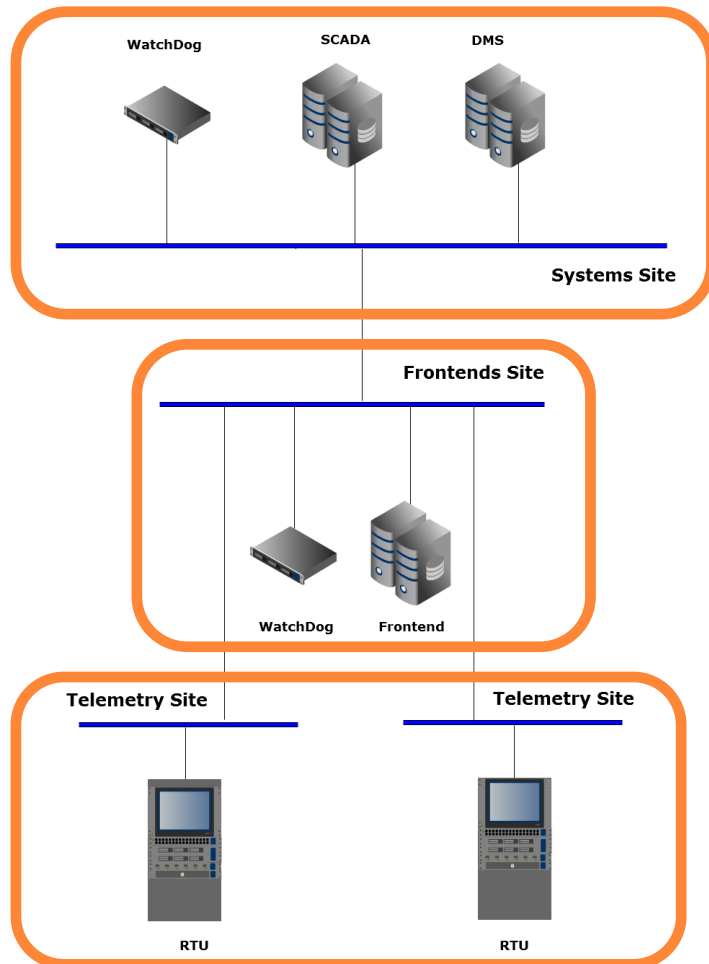 WatchDog
SCADA
DMS
Systems Site
Frontends Site
WatchDog
Frontend
Telemetry Site
Telemetry Site
RTU
RTU